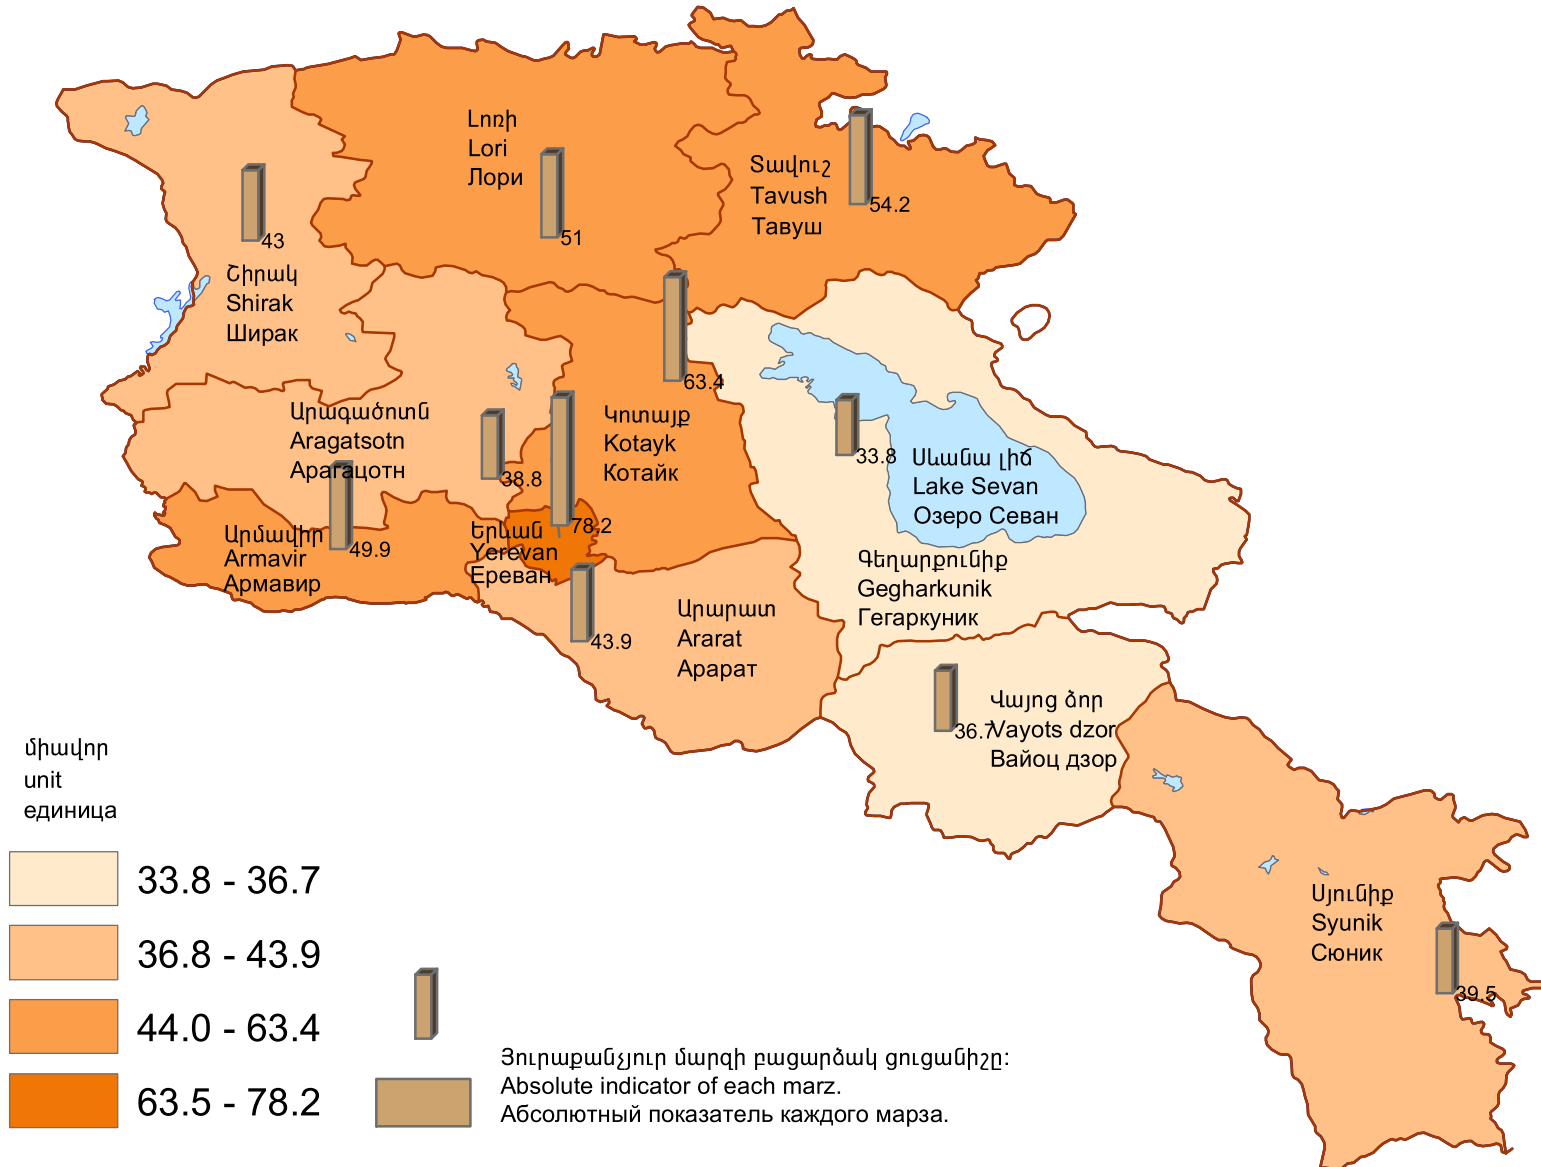 Լոռի
Lori
Лори
51
Տավուշ
Tavush
Тавуш
54.2
43
Շիրակ
Shirak
Ширак
63.4
Արագածոտն
Aragatsotn
Арагацотн
38.8
Կոտայք
Kotayk
Котайк
33.8
Սևանա լիճ
Lake Sevan
Озеро Севан
Արմավիր
Armavir
Армавир
49.9
Երևան
Yerevan
Ереван
78.2
Գեղարքունիք
Gegharkunik
Гегаркуник
43.9
Արարատ
Ararat
Арарат
36.7
Վայոց ձոր
Vayots dzor
Вайоц дзор
Սյունիք
Syunik
Сюник
39.5
միավոր
unit
единица
33.8 - 36.7
36.8 - 43.9
44.0 - 63.4
63.5 - 78.2
Յուրաքանչյուր մարզի բացարձակ ցուցանիշը:
Absolute indicator of each marz.
Абсолютный показатель каждого марза.